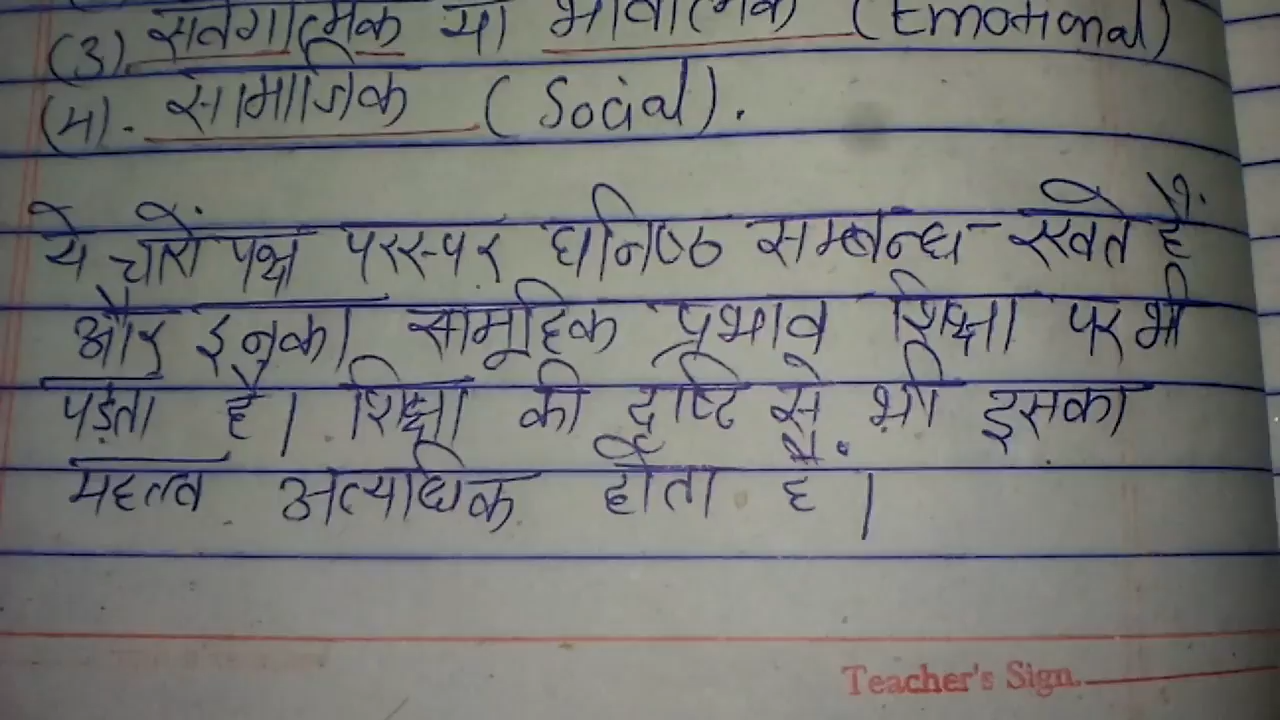 (3). संवेगात्मक या भावात्मक (Emotional)
(4). सामाजिक (Social).
ये चारों पक्ष परस्पर घनिष्ठ सम्बन्ध रखते हैं
और इनका सामूहिक प्रभाव शिक्षा पर भी
पड़ता है। शिक्षा की दृष्टि से भी इसका
महत्व अत्याधिक होता है।
Teacher's Sign.